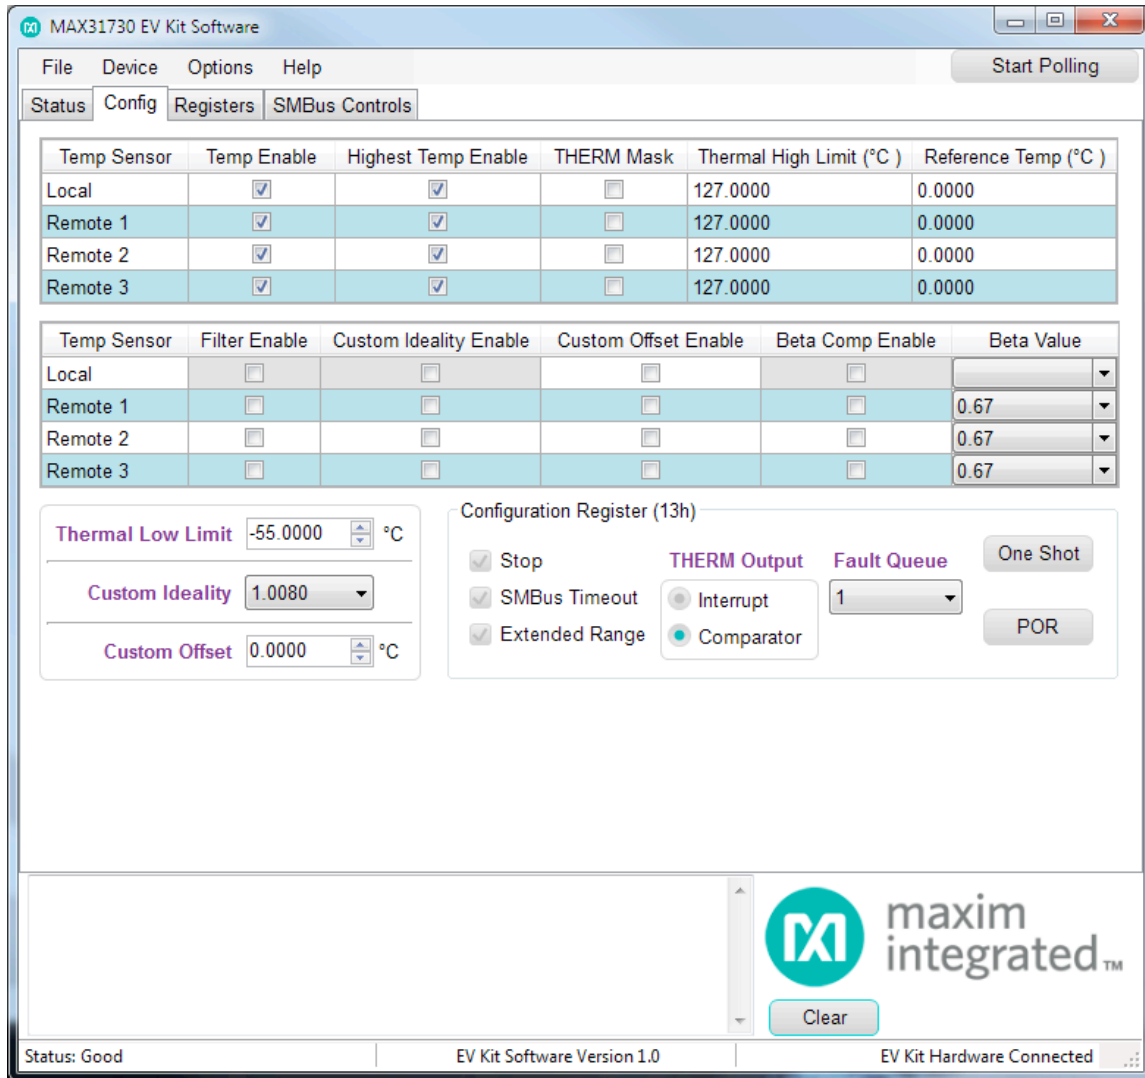 MAX31730 EV Kit Software
File Device Options Help Start Polling
Status Config Registers SMBus Controls
Temp Sensor Temp Enable Highest Temp Enable THERM Mask Thermal High Limit (°C ) Reference Temp (°C )
Local 127.0000 0.0000
Remote 1 127.0000 0.0000
Remote 2 127.0000 0.0000
Remote 3 127.0000 0.0000
Temp Sensor Filter Enable Custom Ideality Enable Custom Offset Enable Beta Comp Enable Beta Value
Local
Remote 1 0.67
Remote 2 0.67
Remote 3 0.67
Thermal Low Limit -55.0000 °C
Custom Ideality 1.0080
Custom Offset 0.0000 °C
Configuration Register (13h)
Stop
SMBus Timeout
Extended Range
THERM Output
Interrupt
Comparator
Fault Queue
1
One Shot
POR
maxim
integrated™
Clear
Status: Good EV Kit Software Version 1.0 EV Kit Hardware Connected